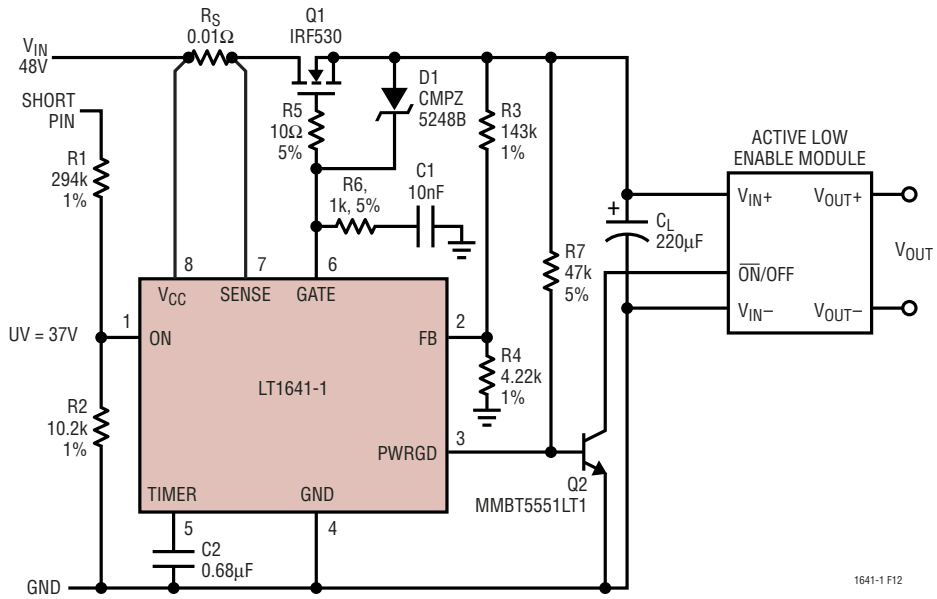 VIN
48V
RS
0.01Ω
Q1
IRF530
SHORT
PIN
R1
294k
1%
R5
10Ω
5%
D1
CMPZ
5248B
R3
143k
1%
R6,
1k, 5%
C1
10nF
R7
47k
5%
ACTIVE LOW
ENABLE MODULE
VIN+
VOUT+
+
CL
220µF
ON/OFF
VIN–
VOUT–
VOUT
8
7
6
VCC
SENSE
GATE
UV = 37V
1
ON
2
FB
LT1641-1
R4
4.22k
1%
R2
10.2k
1%
3
PWRGD
Q2
MMBT5551LT1
TIMER
GND
5
4
C2
0.68µF
GND
1641-1 F12